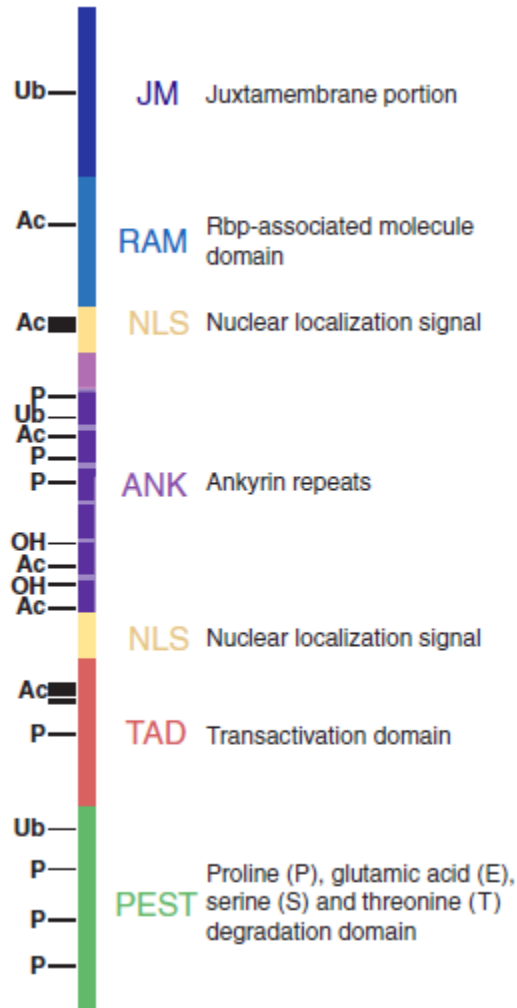 Ub JM Juxtamembrane portion
Ac RAM Rbp-associated molecule
domain
Ac NLS Nuclear localization signal
P
Ub
Ac
P
P ANK Ankyrin repeats
OH
Ac
OH
Ac
NLS Nuclear localization signal
Ac
P TAD Transactivation domain
Ub
P
PEST Proline (P), glutamic acid (E),
serine (S) and threonine (T)
degradation domain
P
P